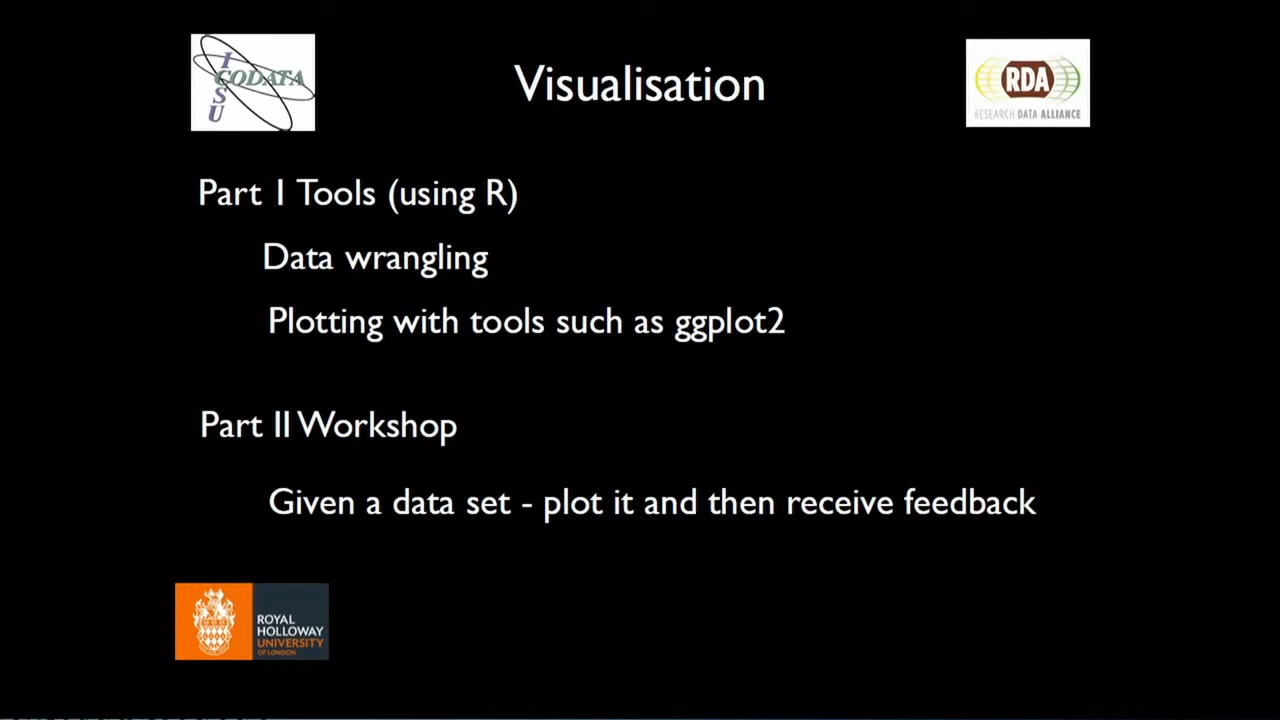 ICSU
CODATA
Visualisation
RDA
RESEARCH DATA ALLIANCE
Part I Tools (using R)
Data wrangling
Plotting with tools such as ggplot2
Part II Workshop
Given a data set - plot it and then receive feedback
ROYAL
HOLLOWAY
UNIVERSITY
OF LONDON